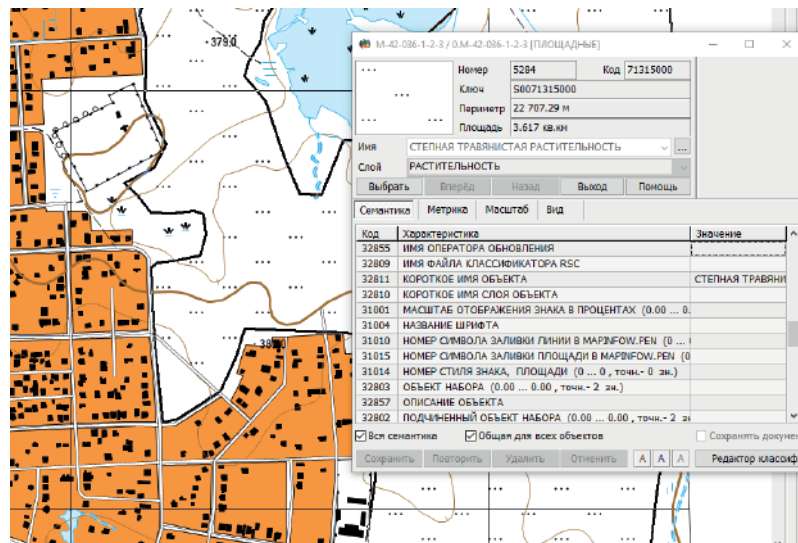 379.0
М-42-036-1-2-3 / 0.М-42-036-1-2-3 [ПЛОЩАДНЫЕ]
Номер 5284 Код 71315000
Ключ S0071315000
Периметр 22 707.29 м
Площадь 3.617 кв.км
Имя СТЕПНАЯ ТРАВЯНИСТАЯ РАСТИТЕЛЬНОСТЬ ...
Слой РАСТИТЕЛЬНОСТЬ
Выбрать Вперёд Назад Выход Помощь
Семантика Метрика Масштаб Вид
Код Характеристика Значение
32855 ИМЯ ОПЕРАТОРА ОБНОВЛЕНИЯ
32809 ИМЯ ФАЙЛА КЛАССИФИКАТОРА RSC
32811 КОРОТКОЕ ИМЯ ОБЪЕКТА СТЕПНАЯ ТРАВЯНИ
32810 КОРОТКОЕ ИМЯ СЛОЯ ОБЪЕКТА
31001 МАСШТАБ ОТОБРАЖЕНИЯ ЗНАКА В ПРОЦЕНТАХ (0.00 ... 0.
31004 НАЗВАНИЕ ШРИФТА
31010 НОМЕР СИМВОЛА ЗАЛИВКИ ЛИНИИ В MAPINFOW.PEN (0 ...
31015 НОМЕР СИМВОЛА ЗАЛИВКИ ПЛОЩАДИ В MAPINFOW.PEN (0
31014 НОМЕР СТИЛЯ ЗНАКА, ПЛОЩАДИ (0 ... 0 , точн.- 0 зн.)
32803 ОБЪЕКТ НАБОРА (0.00 ... 0.00 , точн.- 2 зн.)
32857 ОПИСАНИЕ ОБЪЕКТА
32802 ПОДЧИНЕННЫЙ ОБЪЕКТ НАБОРА (0.00 ... 0.00 , точн.- 2 зн
Вся семантика Общая для всех объектов Сохранять докумен
Сохранить Повторить Удалить Отменить А А А Редактор классиф